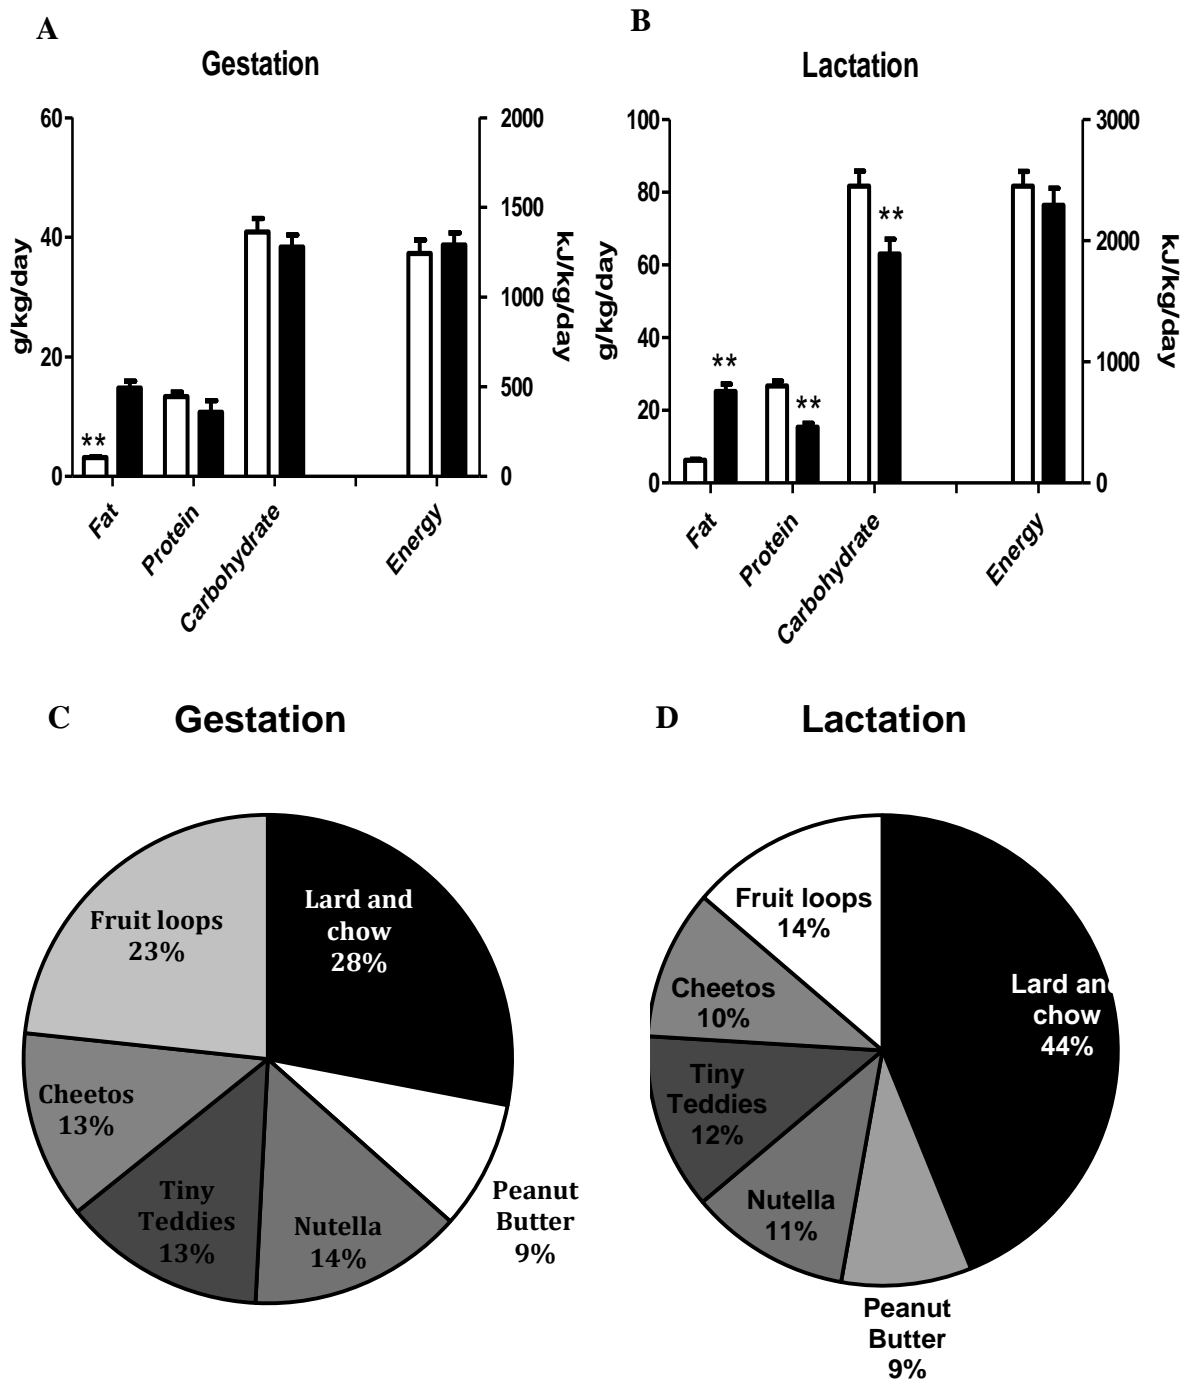 A
Gestation
60
40
20
0
g/kg/day
2000
1500
1000
500
0
kJ/kg/day
**
Fat
Protein
Carbohydrate
Energy
B
Lactation
100
80
60
40
20
0
g/kg/day
3000
2000
1000
0
kJ/kg/day
**
**
**
Fat
Protein
Carbohydrate
Energy
C
Gestation
Lard and
chow
28%
Fruit loops
23%
Cheetos
13%
Tiny
Teddies
13%
Nutella
14%
Peanut
Butter
9%
D
Lactation
Fruit loops
14%
Lard and
chow
44%
Cheetos
10%
Tiny
Teddies
12%
Nutella
11%
Peanut
Butter
9%